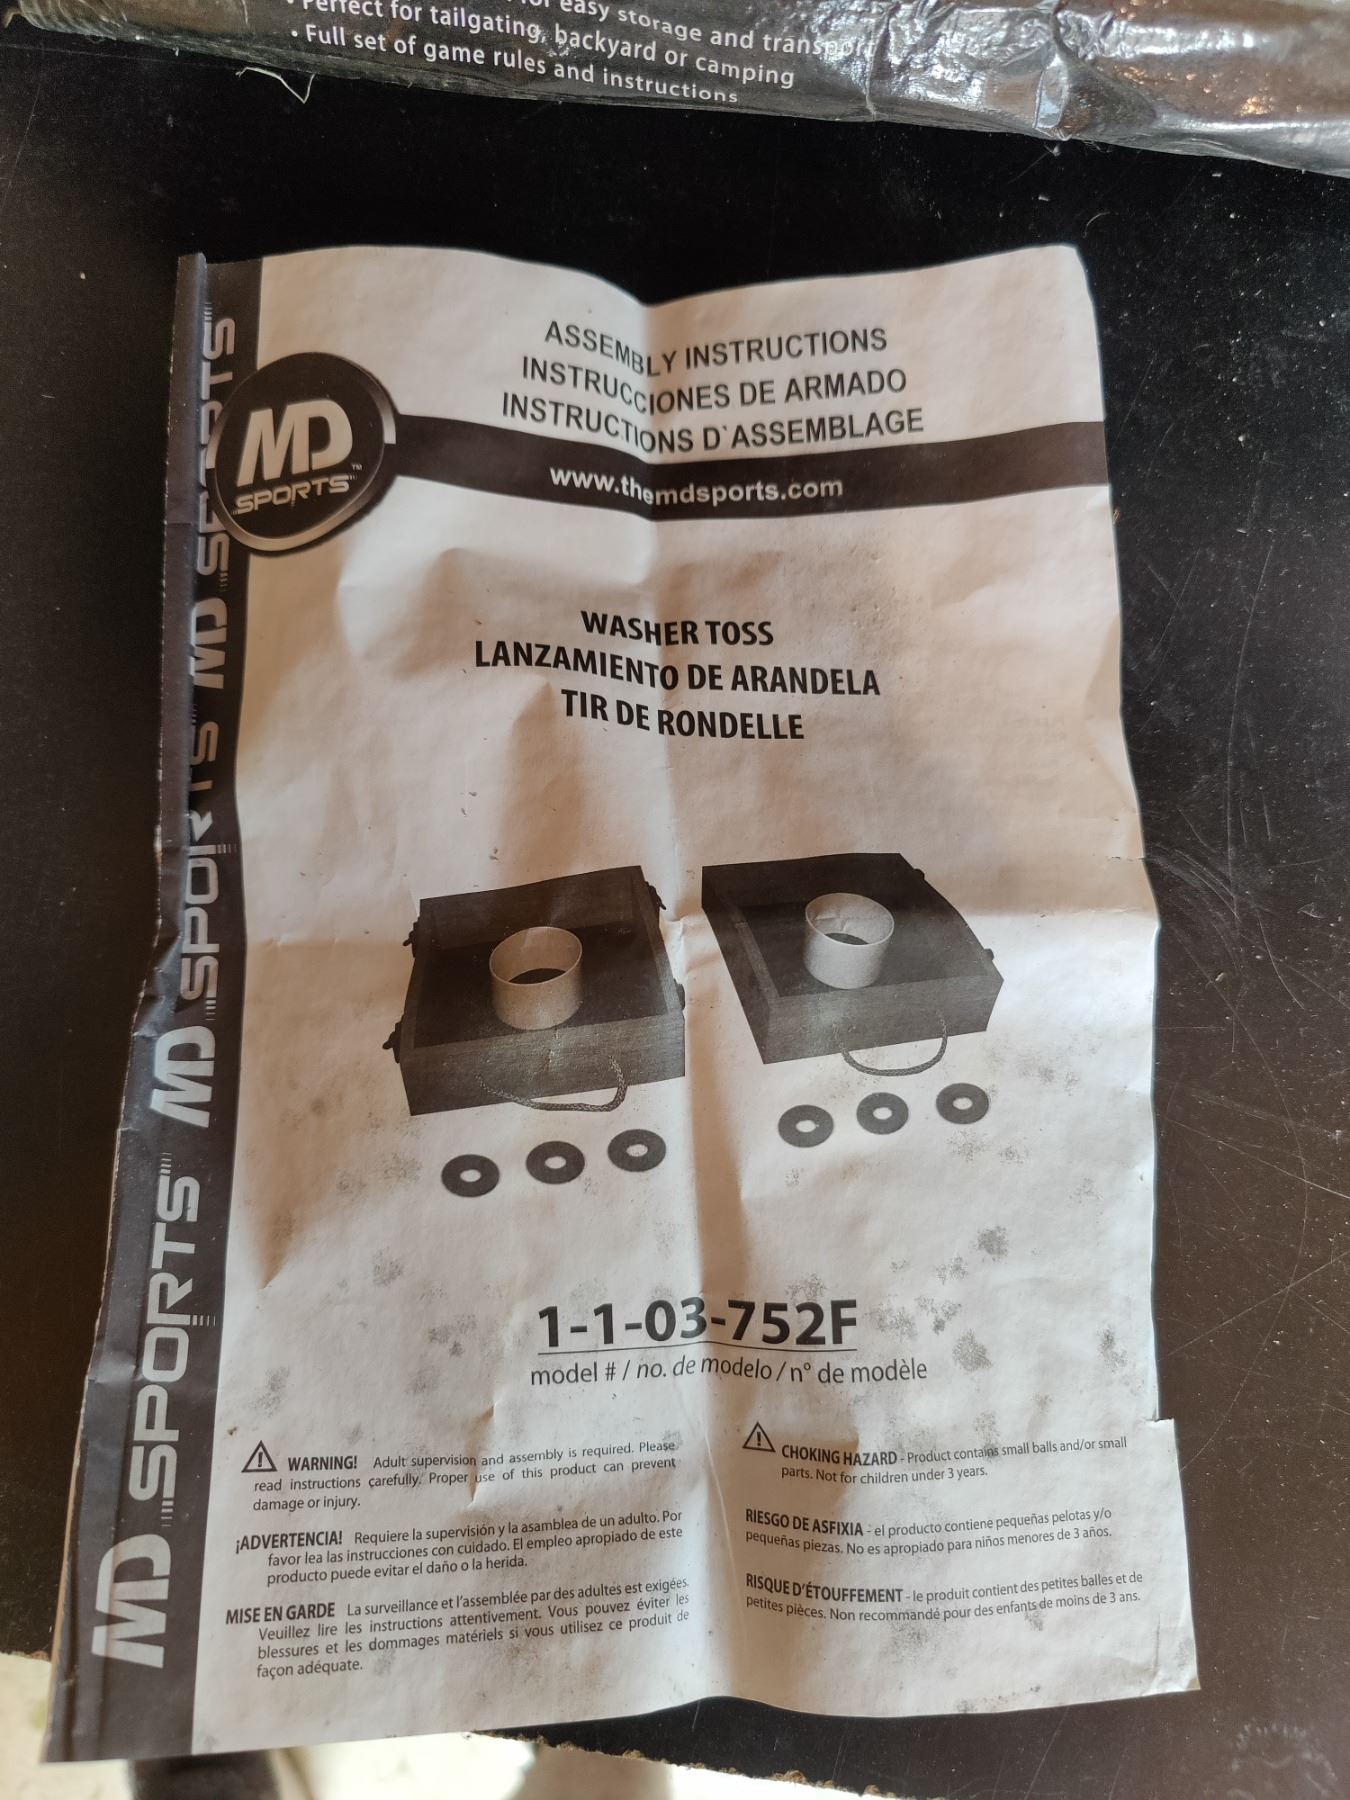 easy storage and transport
• Perfect for tailgating, backyard or camping
• Full set of game rules and instructions
ASSEMBLY INSTRUCTIONS
INSTRUCCIONES DE ARMADO
INSTRUCTIONS D`ASSEMBLAGE
MD
SPORTS™
www.themdsports.com
WASHER TOSS
LANZAMIENTO DE ARANDELA
TIR DE RONDELLE
MD SPORTS MD SPORTS MD SPORTS
1-1-03-752F
model # / no. de modelo / n° de modèle
WARNING! Adult supervision and assembly is required. Please
read instructions carefully. Proper use of this product can prevent
damage or injury.
¡ADVERTENCIA! Requiere la supervisión y la asamblea de un adulto. Por
favor lea las instrucciones con cuidado. El empleo apropiado de este
producto puede evitar el daño o la herida.
MISE EN GARDE La surveillance et l'assemblée par des adultes est exigées.
Veuillez lire les instructions attentivement. Vous pouvez éviter les
blessures et les dommages matériels si vous utilisez ce produit de
façon adéquate.
CHOKING HAZARD - Product contains small balls and/or small
parts. Not for children under 3 years.
RIESGO DE ASFIXIA - el producto contiene pequeñas pelotas y/o
pequeñas piezas. No es apropiado para niños menores de 3 años.
RISQUE D'ÉTOUFFEMENT - le produit contient des petites balles et de
petites pièces. Non recommandé pour des enfants de moins de 3 ans.